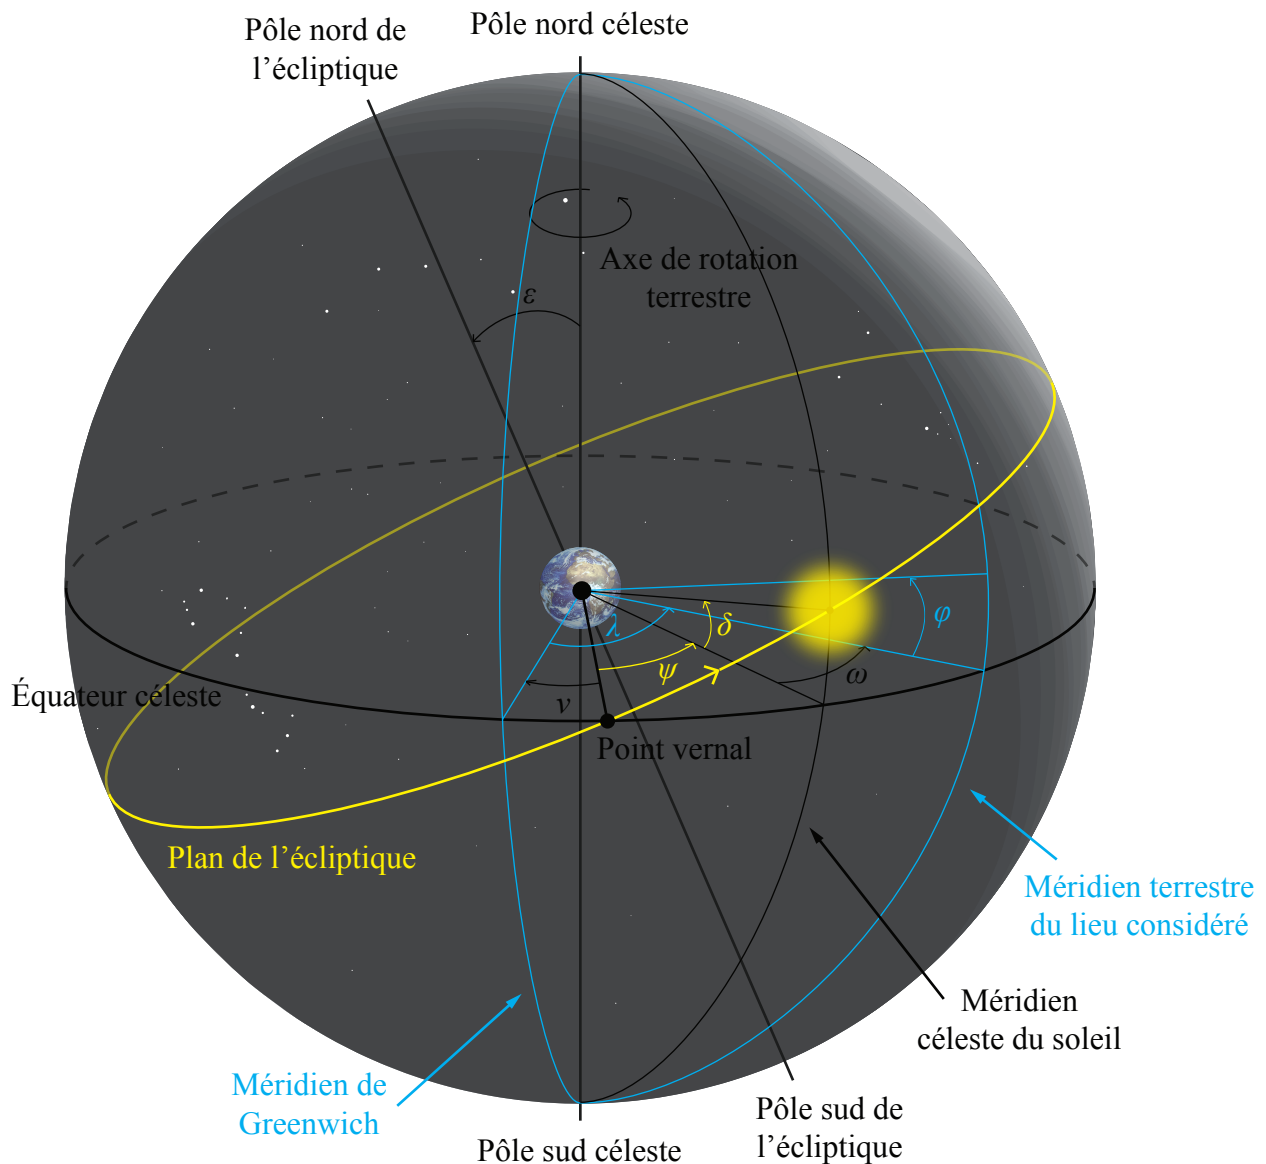 Pôle nord de
l’écliptique
Pôle nord céleste
Axe de rotation
terrestre
ε
λ
δ
φ
ψ
ω
ν
Équateur céleste
Point vernal
Plan de l’écliptique
Méridien terrestre
du lieu considéré
Méridien
céleste du soleil
Méridien de
Greenwich
Pôle sud de
l’écliptique
Pôle sud céleste